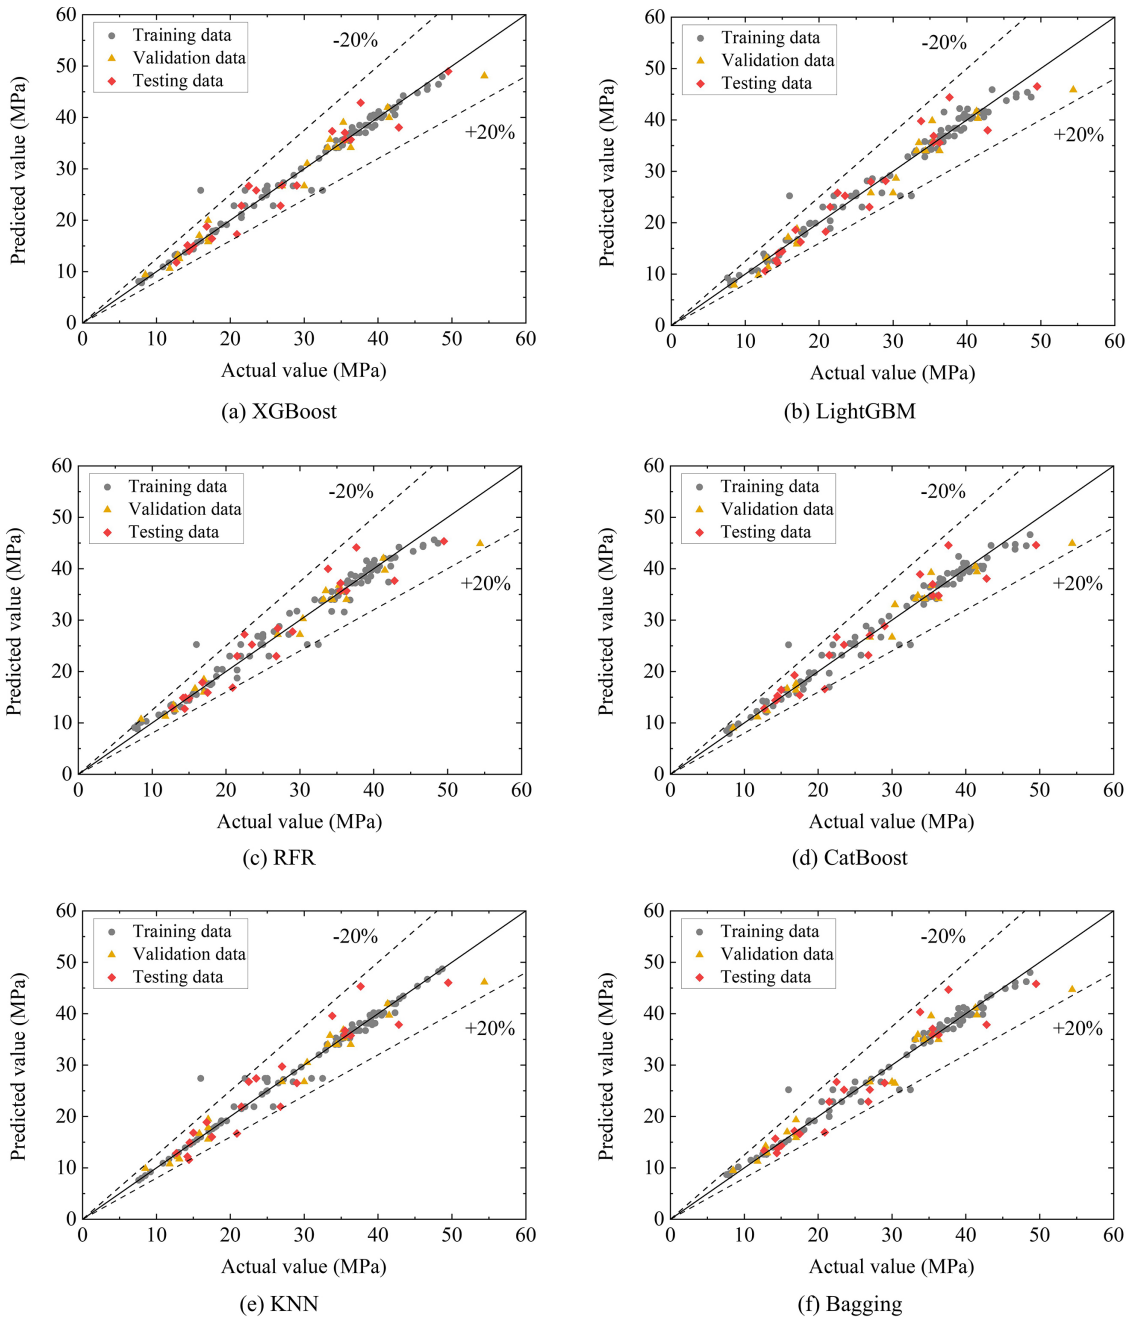 60
50
40
30
20
10
0
Predicted value (MPa)
Training data
Validation data
Testing data
-20%
+20%
0 10 20 30 40 50 60
Actual value (MPa)
(a) XGBoost
60
50
40
30
20
10
0
Predicted value (MPa)
Training data
Validation data
Testing data
-20%
+20%
0 10 20 30 40 50 60
Actual value (MPa)
(b) LightGBM
60
50
40
30
20
10
0
Predicted value (MPa)
Training data
Validation data
Testing data
-20%
+20%
0 10 20 30 40 50 60
Actual value (MPa)
(c) RFR
60
50
40
30
20
10
0
Predicted value (MPa)
Training data
Validation data
Testing data
-20%
+20%
0 10 20 30 40 50 60
Actual value (MPa)
(d) CatBoost
60
50
40
30
20
10
0
Predicted value (MPa)
Training data
Validation data
Testing data
-20%
+20%
0 10 20 30 40 50 60
Actual value (MPa)
(e) KNN
60
50
40
30
20
10
0
Predicted value (MPa)
Training data
Validation data
Testing data
-20%
+20%
0 10 20 30 40 50 60
Actual value (MPa)
(f) Bagging